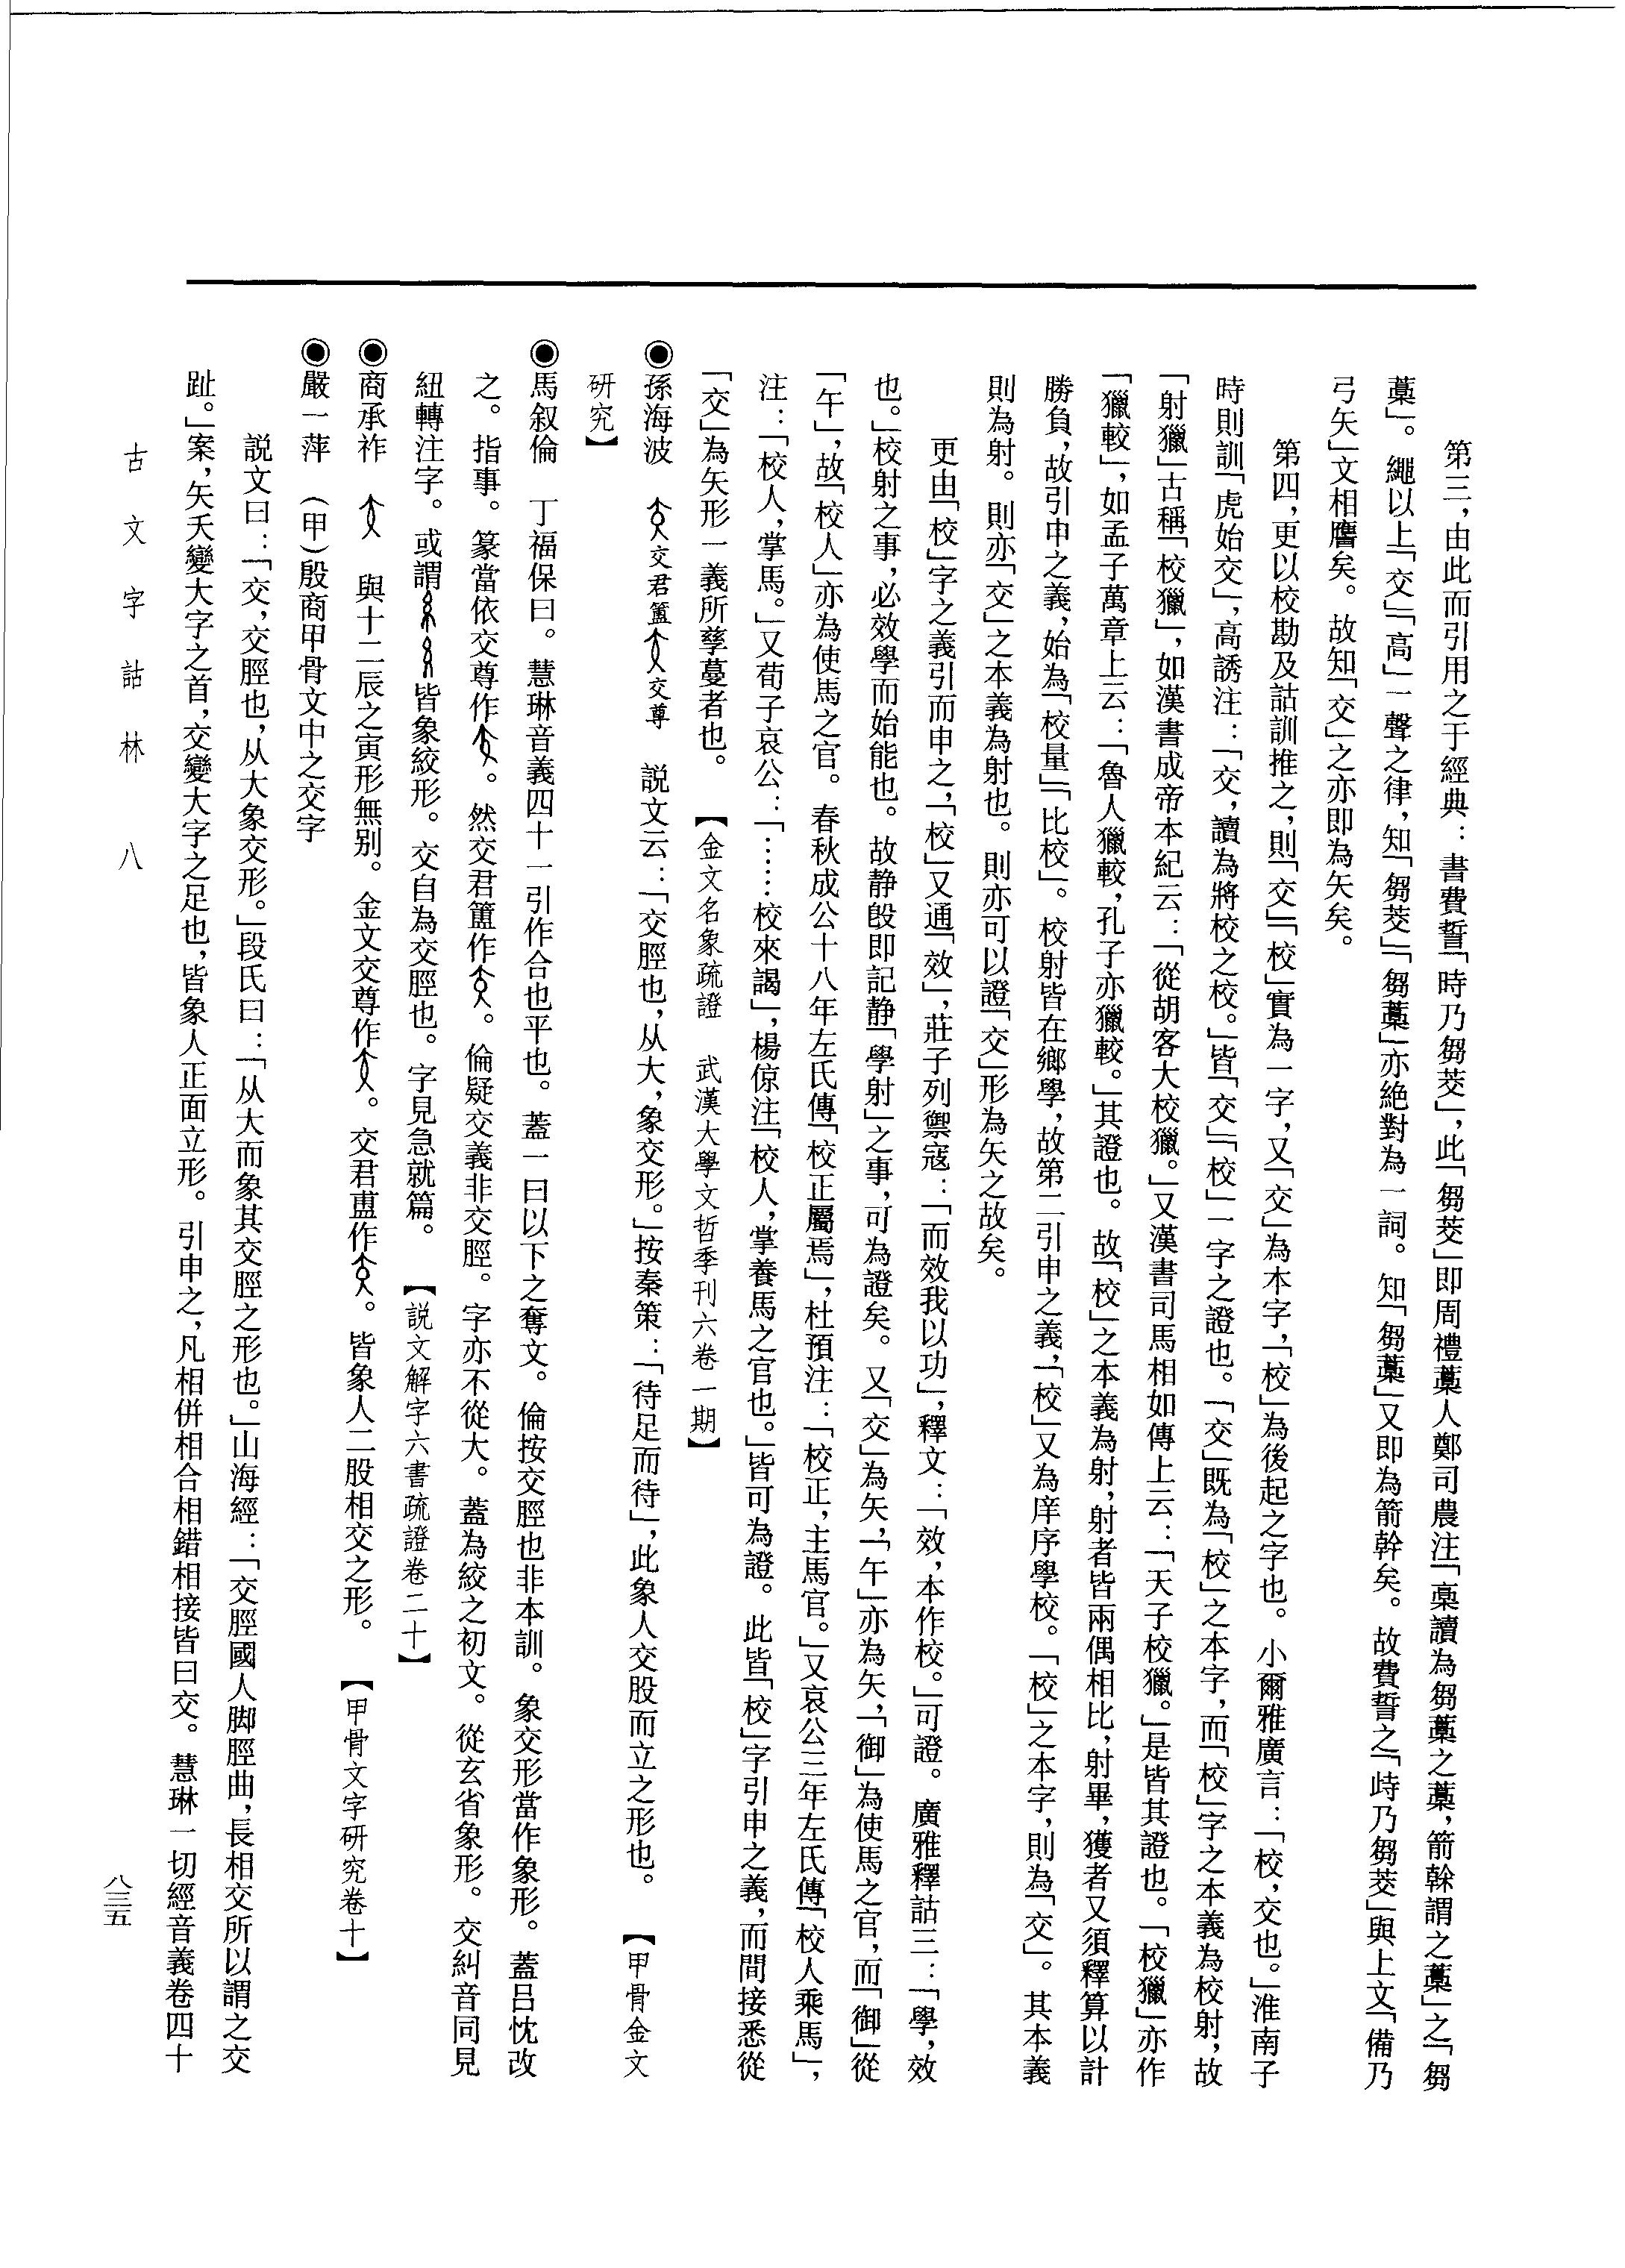 第三，由此而引用之于經典：書費誓「時乃芻茭」，此「芻茭」即周禮藁人鄭司農注「槀讀為芻藁之藁，箭幹謂之藁」之「芻
藁」。繩以上「交」「高」一聲之律，知「芻茭」「芻藁」亦絕對為一詞。知「芻藁」又即為箭幹矣。故費誓之「時乃芻茭」與上文「備乃
弓矢」文相譍矣。故知「交」之亦即為矢矣。
第四，更以校勘及詁訓推之，則「交」「校」實為一字，又「交」為本字，「校」為後起之字也。小爾雅廣言：「校，交也。」淮南子
時則訓「虎始交」，高誘注：「交，讀為將校之校。」皆「交」「校」一字之證也。「交」既為「校」之本字，而「校」字之本義為校射，故
「射獵」古稱「校獵」，如漢書成帝本紀云：「從胡客大校獵。」又漢書司馬相如傳上云：「天子校獵。」是皆其證也。「校獵」亦作
「獵較」，如孟子萬章上云：「魯人獵較，孔子亦獵較。」其證也。故「校」之本義為射，射者皆兩偶相比，射畢，獲者又須釋算以計
勝負，故引申之義，始為「校量」「比校」。校射皆在鄉學，故第二引申之義，「校」又為庠序學校。「校」之本字，則為「交」。其本義
則為射。則亦「交」之本義為射也。則亦可以證「交」形為矢之故矣。
更由「校」字之義引而申之，「校」又通「效」，莊子列禦寇：「而效我以功」，釋文：「效，本作校。」可證。廣雅釋詁三：「學，效
也。」校射之事，必效學而始能也。故静𣪘即記静「學射」之事，可為證矣。又「交」為矢，「午」亦為矢，「御」為使馬之官，而「御」從
「午」，故「校人」亦為使馬之官。春秋成公十八年左氏傳「校正屬焉」，杜預注：「校正，主馬官。」又哀公三年左氏傳「校人乘馬」，
注：「校人，掌馬。」又荀子哀公：「……校來謁」，楊倞注「校人，掌養馬之官也。」皆可為證。此皆「校」字引申之義，而間接悉從
「交」為矢形一義所孳蔓者也。【金文名象疏證 武漢大學文哲季刊六卷一期】
◉孫海波 交君簠 交尊 説文云：「交脛也，从大，象交形。」按秦策：「待足而待」，此象人交股而立之形也。【甲骨金文
研究】
◉馬叙倫 丁福保曰。慧琳音義四十一引作合也平也。蓋一曰以下之奪文。倫按交脛也非本訓。象交形當作象形。蓋呂忱改
之。指事。篆當依交尊作。然交君簠作。倫疑交義非交脛。字亦不從大。蓋為絞之初文。從玄省象形。交糾音同見
紐轉注字。或謂皆象絞形。交自為交脛也。字見急就篇。【説文解字六書疏證卷二十】
◉商承祚 與十二辰之寅形無别。金文交尊作。交君𥂴作。皆象人二股相交之形。【甲骨文字研究卷十】
◉嚴一萍 (甲)殷商甲骨文中之交字
説文曰：「交，交脛也，从大象交形。」段氏曰：「从大而象其交脛之形也。」山海經：「交脛國人脚脛曲，長相交所以謂之交
趾。」案，矢夭變大字之首，交變大字之足也，皆象人正面立形。引申之，凡相併相合相錯相接皆曰交。慧琳一切經音義卷四十
古文字詁林 八
八三五